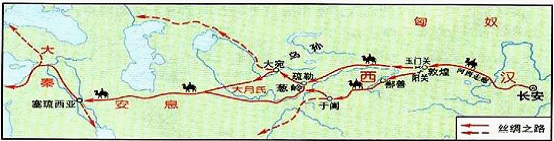 匈奴
大秦
乌孙
大宛
玉门关
敦煌
汉
疏勒
西
河西走廊
大月氏
葱岭
阳关
鄯善
长安
塞琉西亚
安息
于阗
丝绸之路